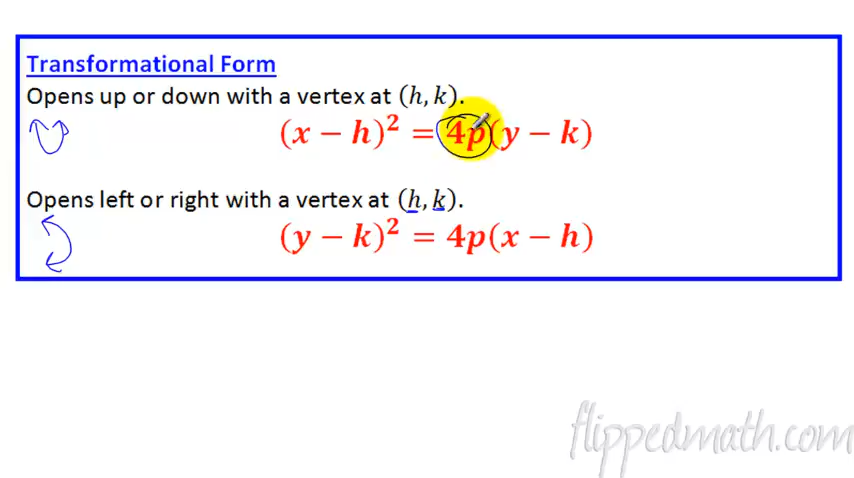 Transformational Form
Opens up or down with a vertex at (h, k).
(x − h)² = 4p(y − k)
Opens left or right with a vertex at (h, k).
(y − k)² = 4p(x − h)
flippedmath.com